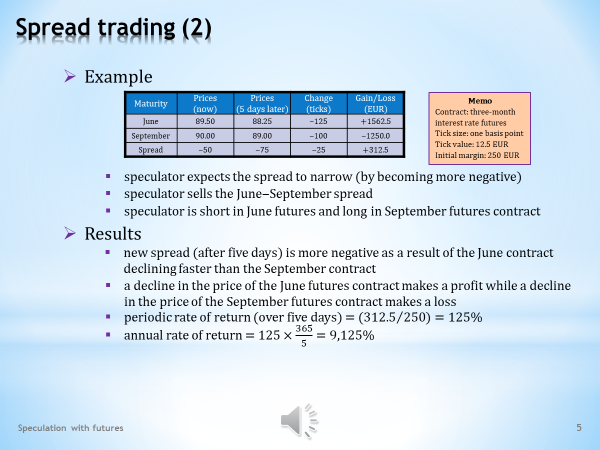 Spread trading (2)
Example
Maturity Prices (now) Prices (5 days later) Change (ticks) Gain/Loss (EUR)
June 89.50 88.25 −125 +1562.5
September 90.00 89.00 −100 −1250.0
Spread −50 −75 −25 +312.5
Memo
Contract: three-month
interest rate futures
Tick size: one basis point
Tick value: 12.5 EUR
Initial margin: 250 EUR
speculator expects the spread to narrow (by becoming more negative)
speculator sells the June−September spread
speculator is short in June futures and long in September futures contract
Results
new spread (after five days) is more negative as a result of the June contract
declining faster than the September contract
a decline in the price of the June futures contract makes a profit while a decline
in the price of the September futures contract makes a loss
periodic rate of return (over five days) = (312.5/250) = 125%
annual rate of return = 125 × 365/5 = 9,125%
Speculation with futures
5